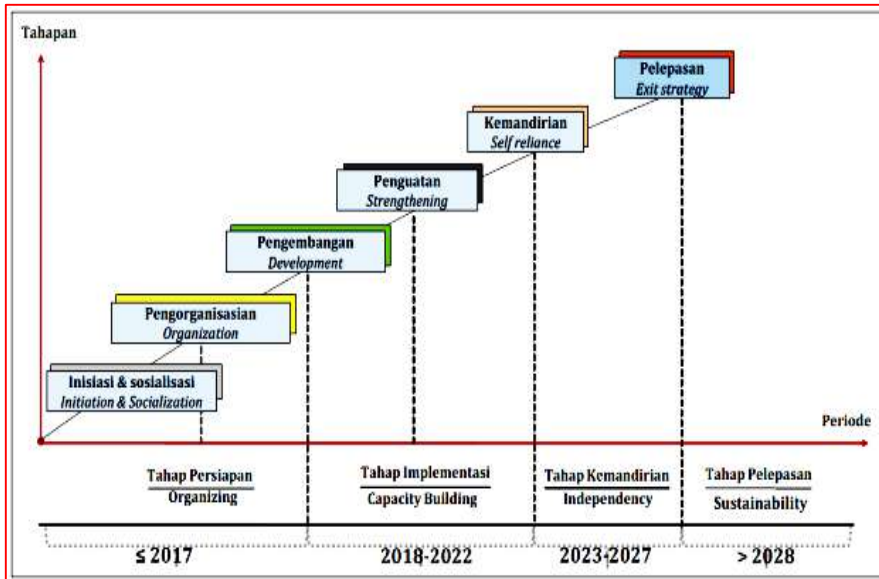 Tahapan
Pelepasan
Exit strategy
Kemandirian
Self reliance
Penguatan
Strengthening
Pengembangan
Development
Pengorganisasian
Organization
Inisiasi & sosialisasi
Initiation & Socialization
Periode
Tahap Persiapan
Organizing
Tahap Implementasi
Capacity Building
Tahap Kemandirian
Independency
Tahap Pelepasan
Sustainability
≤ 2017
2018-2022
2023-2027
> 2028